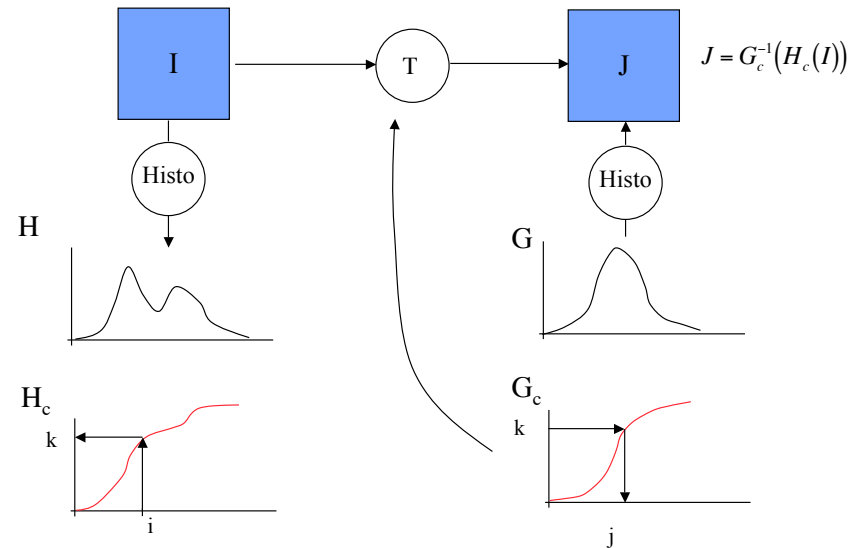 I
T
J
J = G_c^{-1}(H_c(I))
Histo
Histo
H
G
H_c
G_c
k
k
i
j